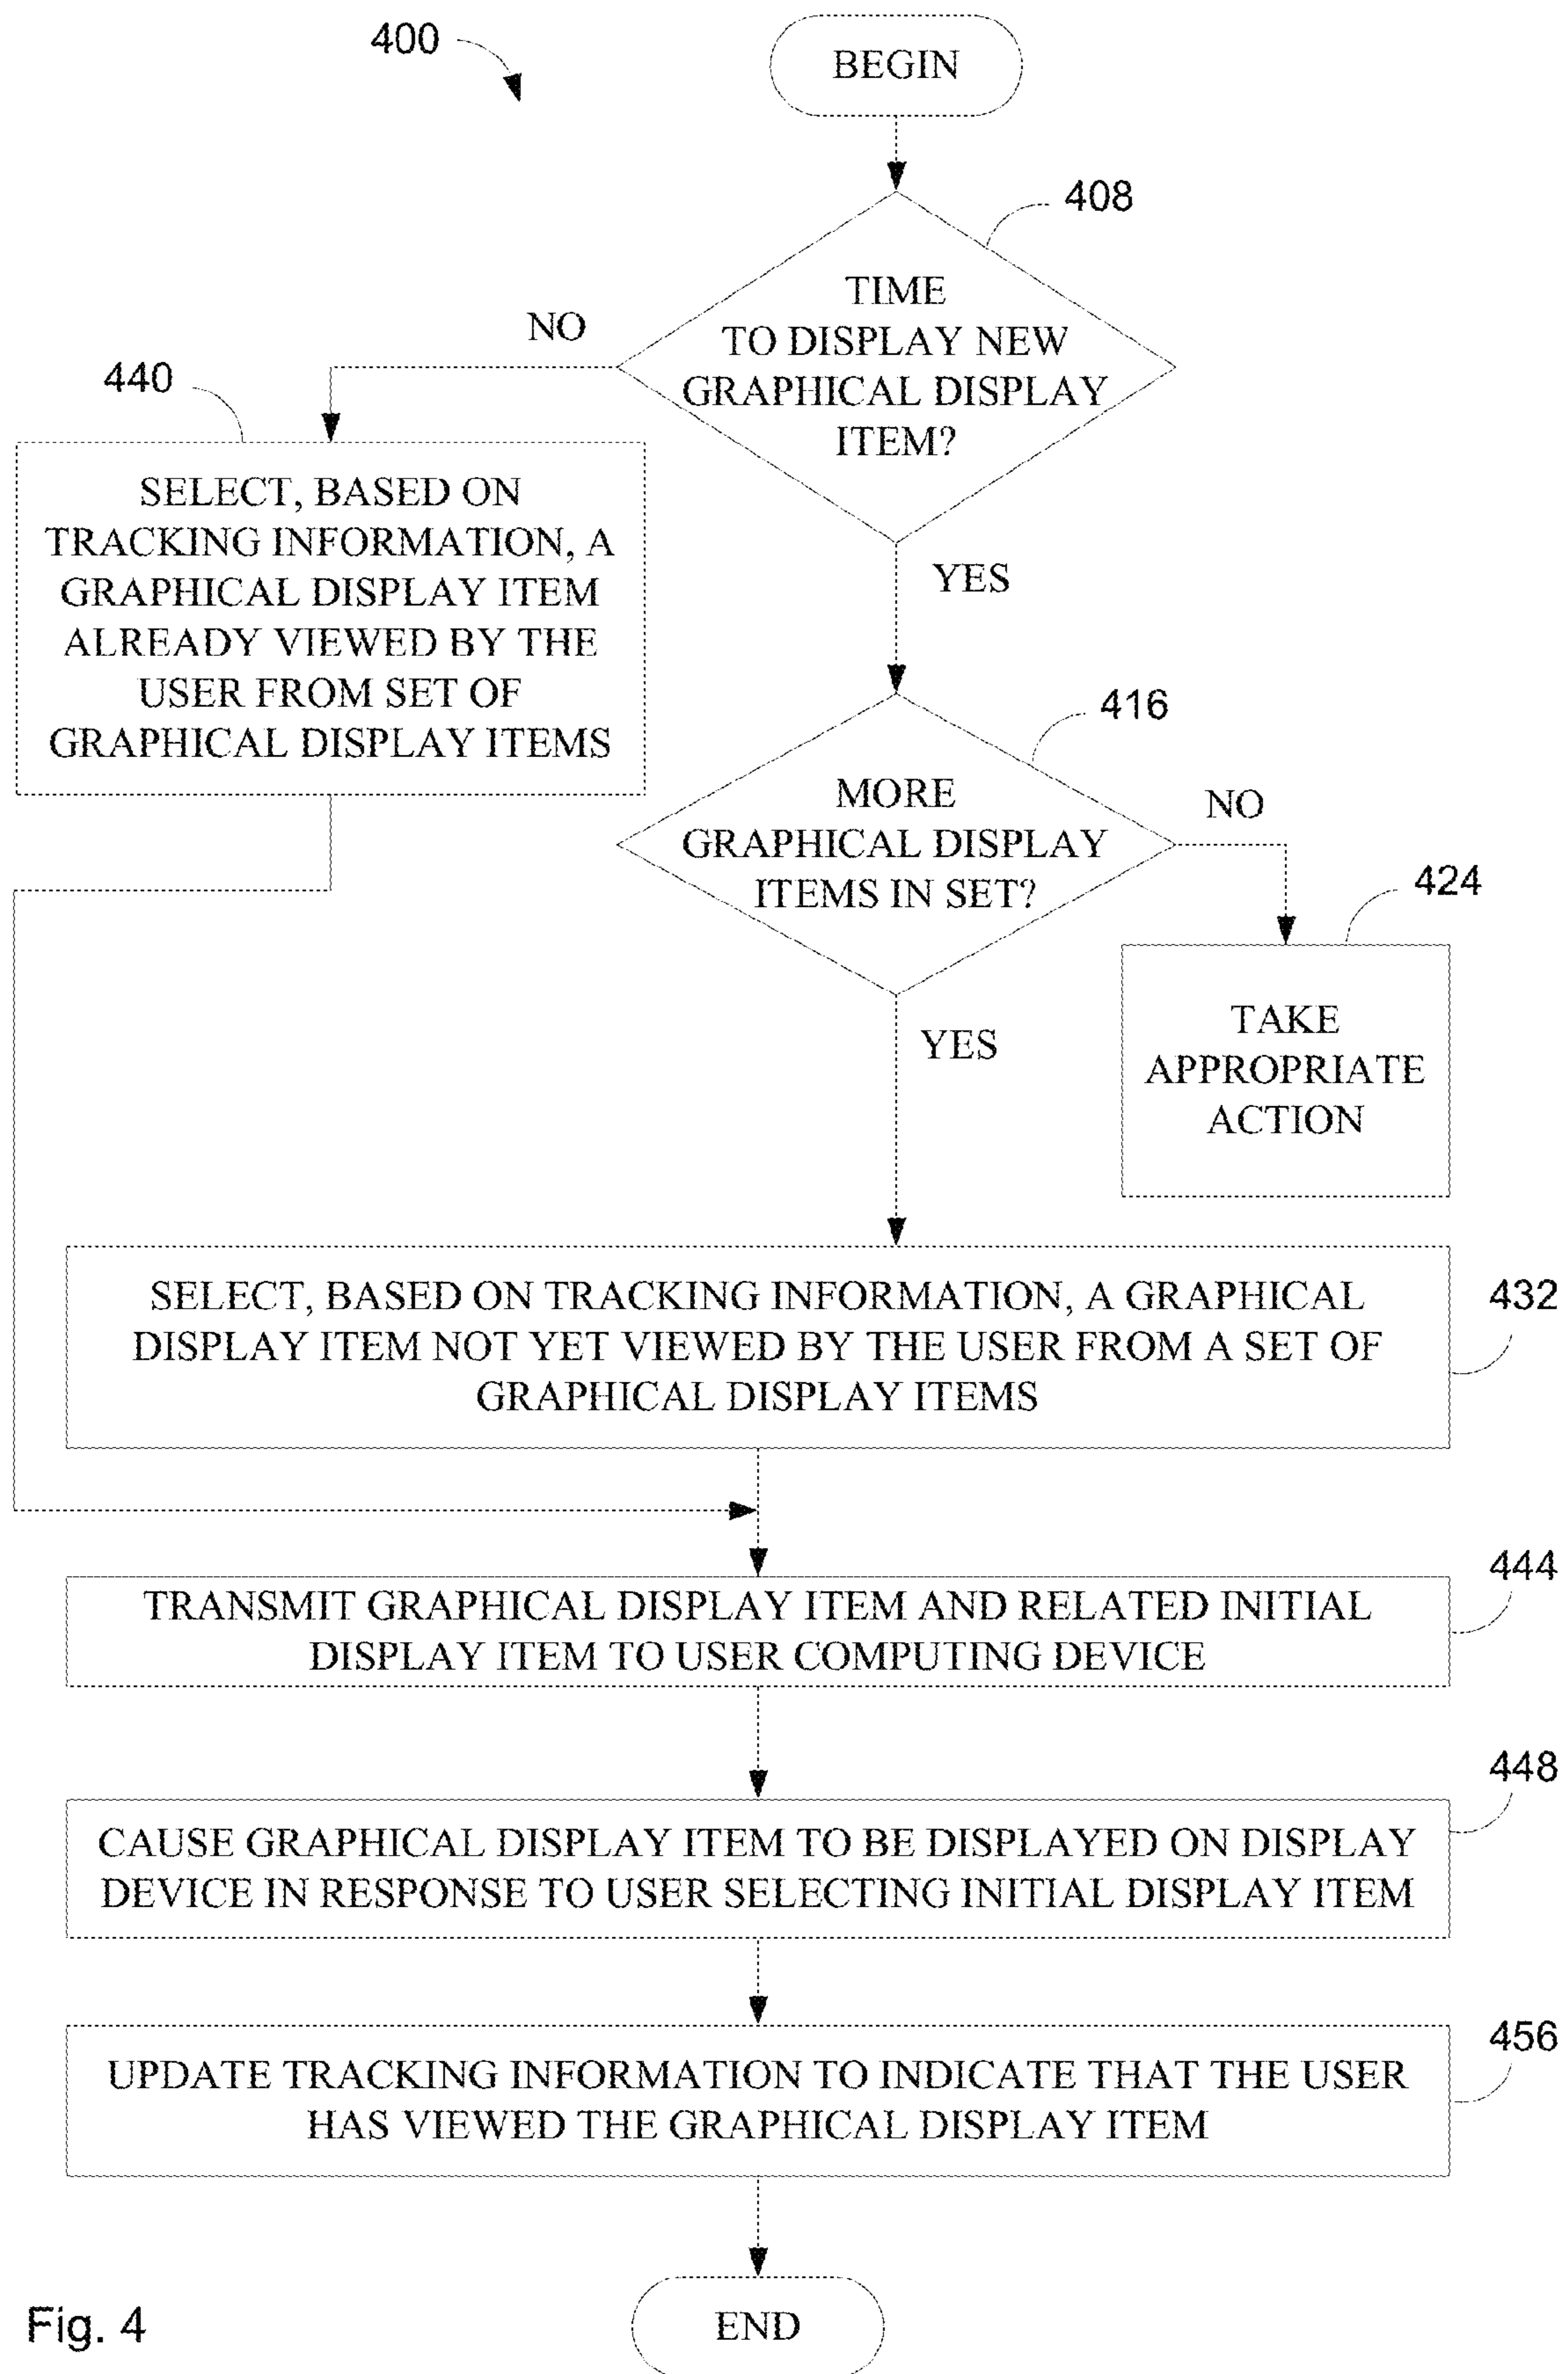 400
BEGIN
408
TIME
TO DISPLAY NEW
GRAPHICAL DISPLAY
ITEM?
NO
440
SELECT, BASED ON
TRACKING INFORMATION, A
GRAPHICAL DISPLAY ITEM
ALREADY VIEWED BY THE
USER FROM SET OF
GRAPHICAL DISPLAY ITEMS
YES
416
MORE
GRAPHICAL DISPLAY
ITEMS IN SET?
NO
424
TAKE
APPROPRIATE
ACTION
YES
SELECT, BASED ON TRACKING INFORMATION, A GRAPHICAL
DISPLAY ITEM NOT YET VIEWED BY THE USER FROM A SET OF
GRAPHICAL DISPLAY ITEMS
432
444
TRANSMIT GRAPHICAL DISPLAY ITEM AND RELATED INITIAL
DISPLAY ITEM TO USER COMPUTING DEVICE
448
CAUSE GRAPHICAL DISPLAY ITEM TO BE DISPLAYED ON DISPLAY
DEVICE IN RESPONSE TO USER SELECTING INITIAL DISPLAY ITEM
456
UPDATE TRACKING INFORMATION TO INDICATE THAT THE USER
HAS VIEWED THE GRAPHICAL DISPLAY ITEM
END
Fig. 4